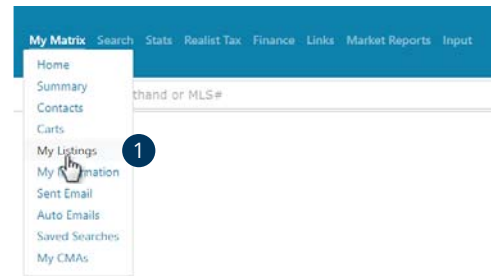 My Matrix Search Stats Realist Tax Finance Links Market Reports Input
Home
Summary
thand or MLS#
Contacts
Carts
My Listings
1
My mation
Sent Email
Auto Emails
Saved Searches
My CMAs